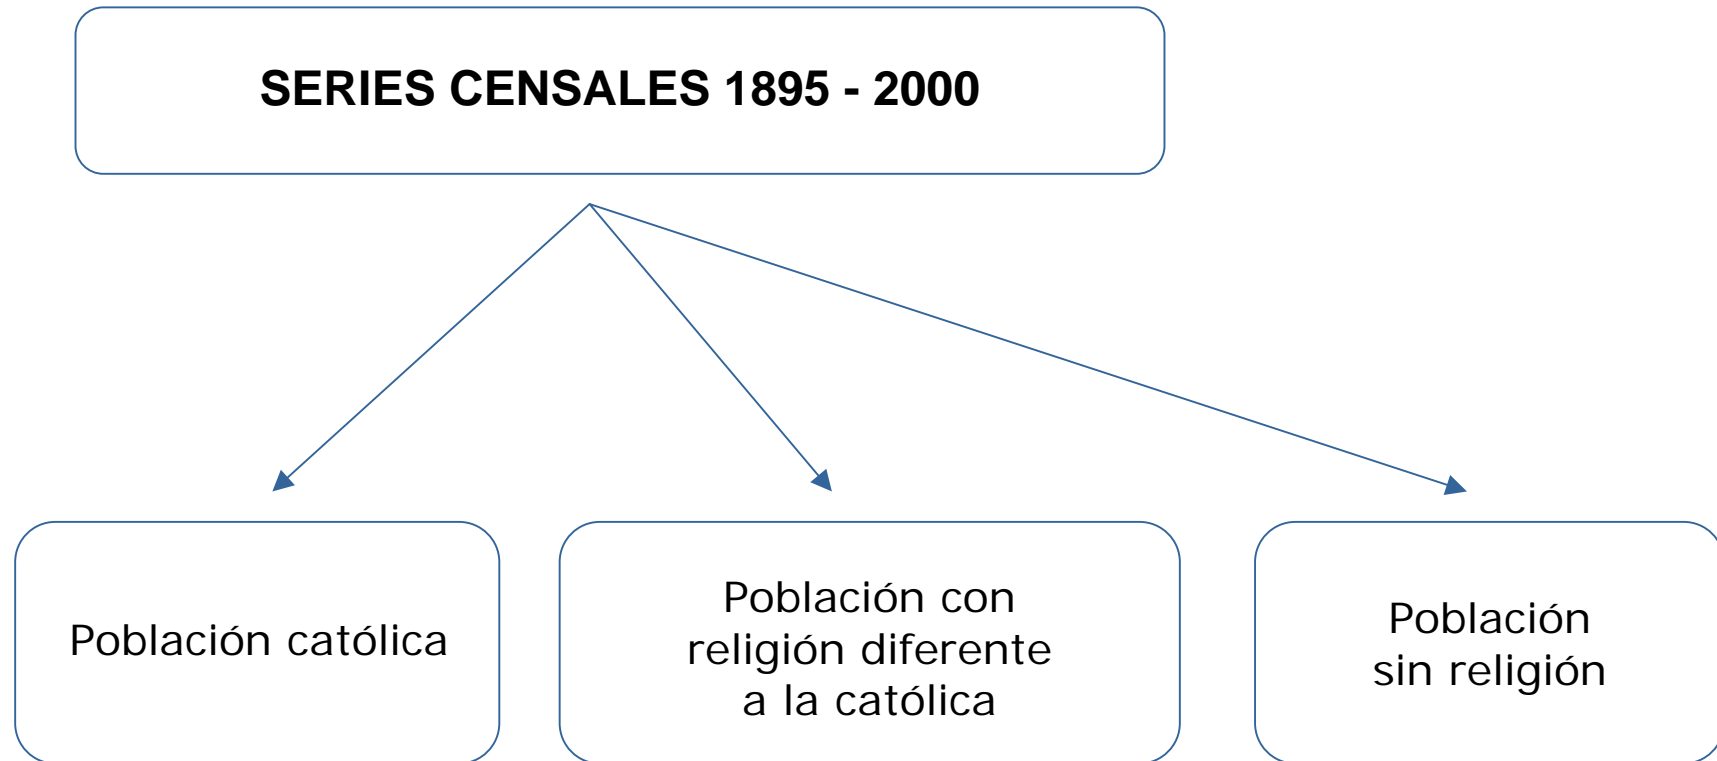 SERIES CENSALES 1895 - 2000
Población católica
Población con
religión diferente
a la católica
Población
sin religión